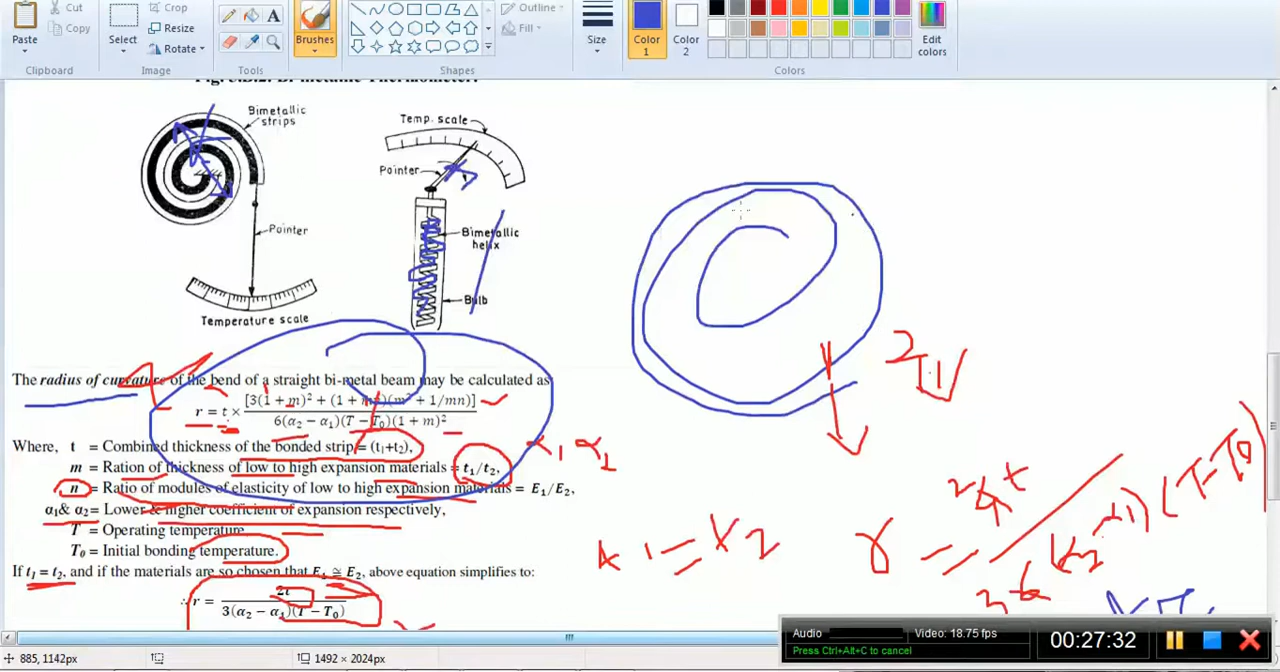 Cut
Copy
Paste
Clipboard
Select
Crop
Resize
Rotate
Image
A
Tools
Brushes
Shapes
Outline
Fill
Size
Color
1
Color
2
Edit
colors
Colors
Bimetallic
strips
Pointer
Temperature scale
Temp. scale
Pointer
Bimetallic
helix
Bulb
The radius of curvature of the bend of a straight bi-metal beam may be calculated as
r = t × [3(1 + m)² + (1 + mn)(m² + 1/mn)] / 6(α₂ − α₁)(T − T₀)(1 + m)²
Where, t = Combined thickness of the bonded strip = (t₁+t₂),
m = Ration of thickness of low to high expansion materials = t₁/t₂,
n = Ratio of modules of elasticity of low to high expansion materials = E₁/E₂,
α₁& α₂= Lower & higher coefficient of expansion respectively,
T = Operating temperature
T₀ = Initial bonding temperature.
If t₁ = t₂, and if the materials are so chosen that E₁ ≅ E₂, above equation simplifies to:
∴ r = 2t / 3(α₂ − α₁)(T − T₀)
α1 α2
(T-T0)
Audio
Video: 18.75 fps
Press Ctrl+Alt+C to cancel
00:27:32
885, 1142px
1492 × 2024px